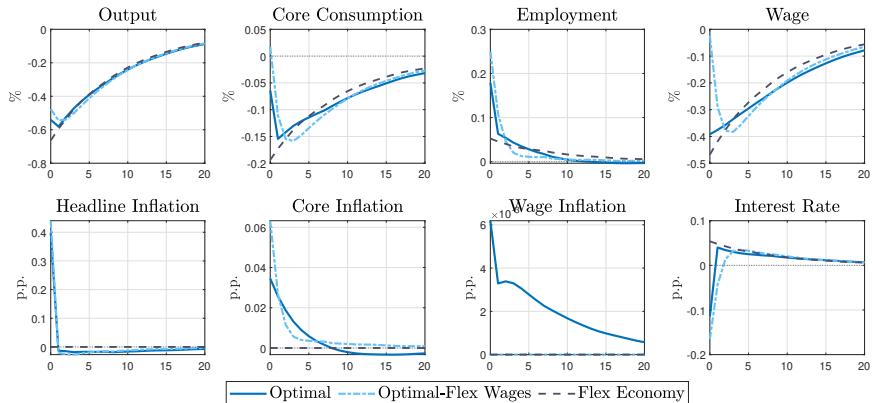 Output
Core Consumption
Employment
Wage
0
-0.2
-0.4
-0.6
-0.8
%
0 5 10 15 20
0.05
0
-0.05
-0.1
-0.15
-0.2
%
0 5 10 15 20
0.3
0.2
0.1
0
%
0 5 10 15 20
0
-0.1
-0.2
-0.3
-0.4
-0.5
%
0 5 10 15 20
Headline Inflation
Core Inflation
Wage Inflation
Interest Rate
0.4
0.3
0.2
0.1
0
p.p.
0 5 10 15 20
0.06
0.04
0.02
0
p.p.
0 5 10 15 20
× 10
6
4
2
0
p.p.
0 5 10 15 20
0.1
0
-0.1
-0.2
p.p.
0 5 10 15 20
Optimal Optimal-Flex Wages Flex Economy